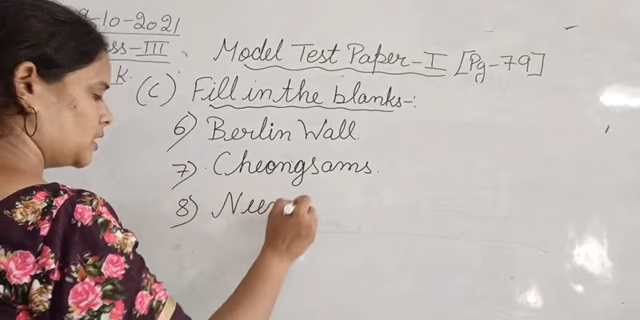 -10-2021
ss-III
K
Model Test Paper-I [Pg-79]
(C) Fill in the blanks-:
6) Berlin Wall
7) Cheongsams.
8) Nee